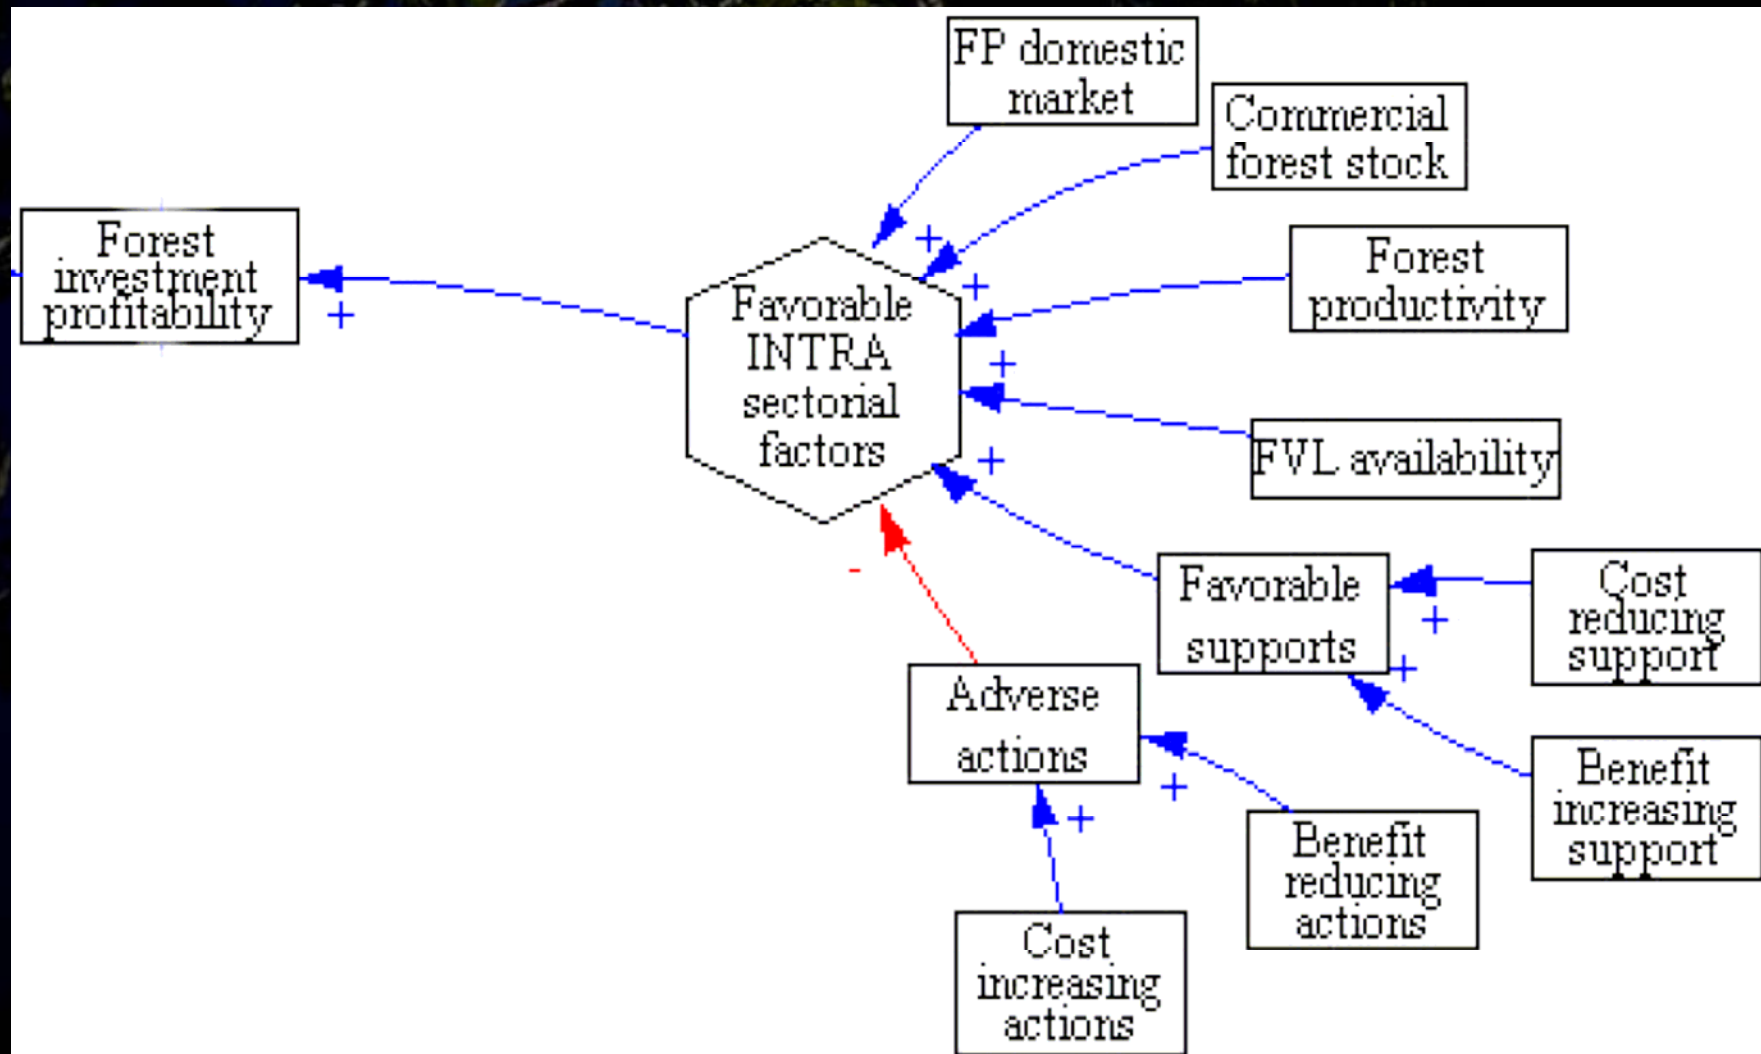 FP domestic
market
Commercial
forest stock
Forest
investment
profitability
+
Favorable
INTRA
sectorial
factors
+
+
Forest
productivity
+
FVL availability
+
-
Favorable
supports
+
+
Cost
reducing
support
Adverse
actions
+
+
Benefit
increasing
support
Benefit
reducing
actions
Cost
increasing
actions